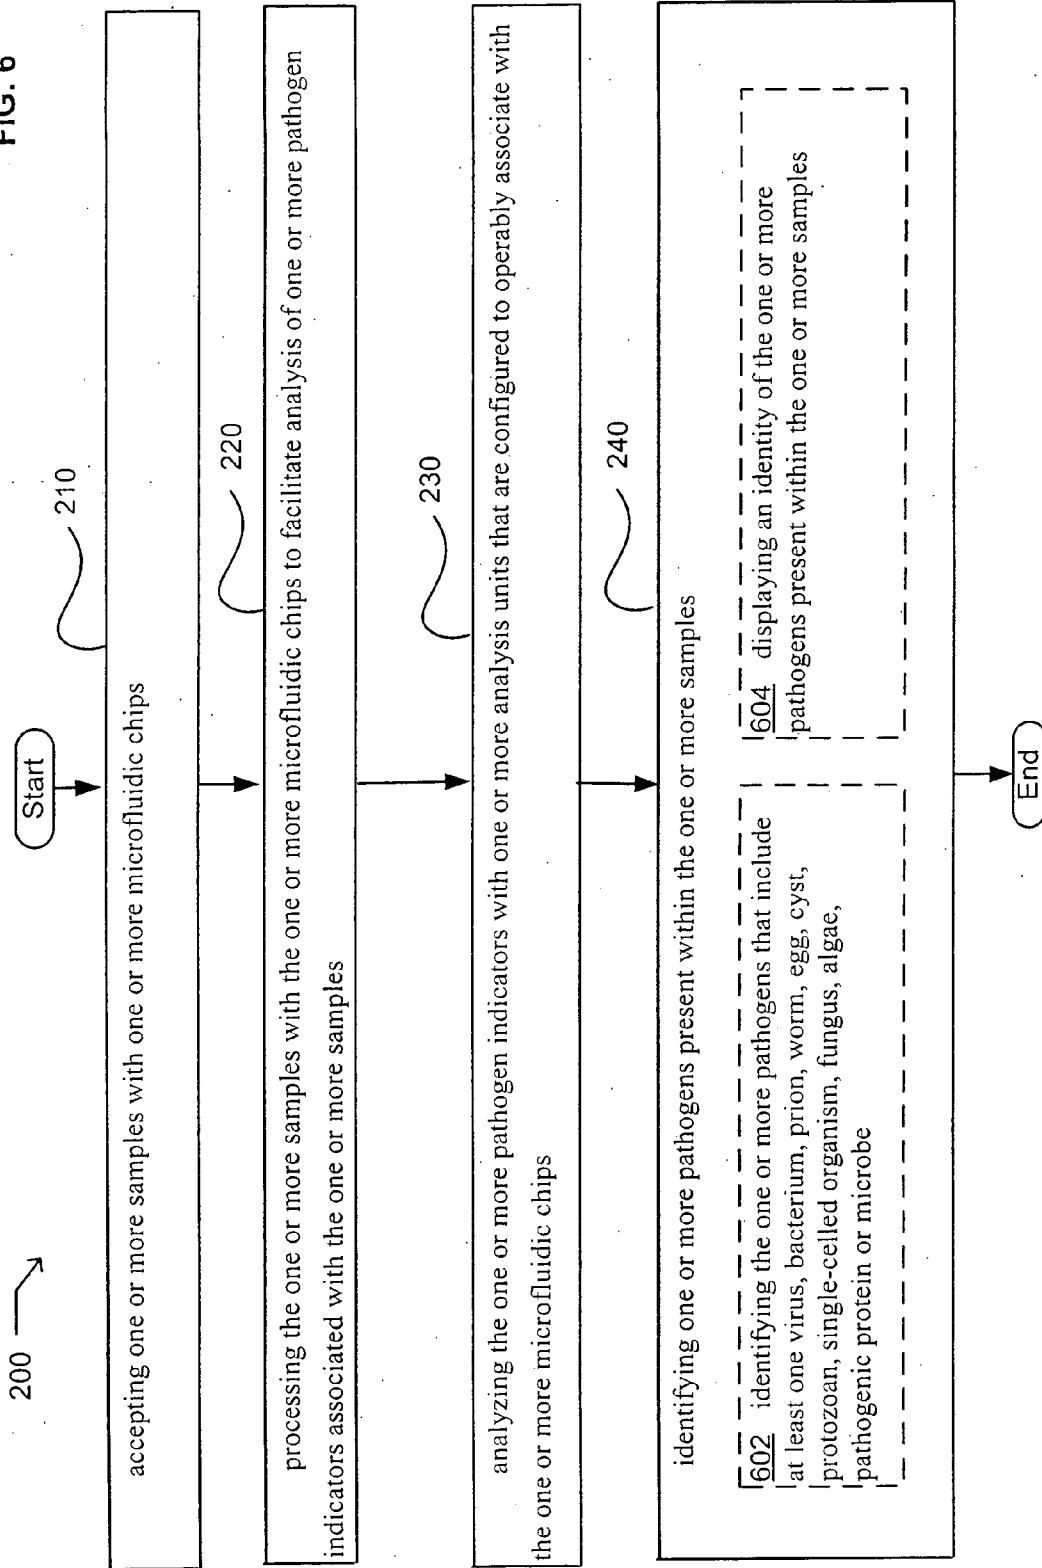 FIG. 6
200
Start
210
accepting one or more samples with one or more microfluidic chips
220
processing the one or more samples with the one or more microfluidic chips to facilitate analysis of one or more pathogen
indicators associated with the one or more samples
230
analyzing the one or more pathogen indicators with one or more analysis units that are configured to operably associate with
the one or more microfluidic chips
240
identifying one or more pathogens present within the one or more samples
602 identifying the one or more pathogens that include
at least one virus, bacterium, prion, worm, egg, cyst,
protozoan, single-celled organism, fungus, algae,
pathogenic protein or microbe
604 displaying an identity of the one or more
pathogens present within the one or more samples
End